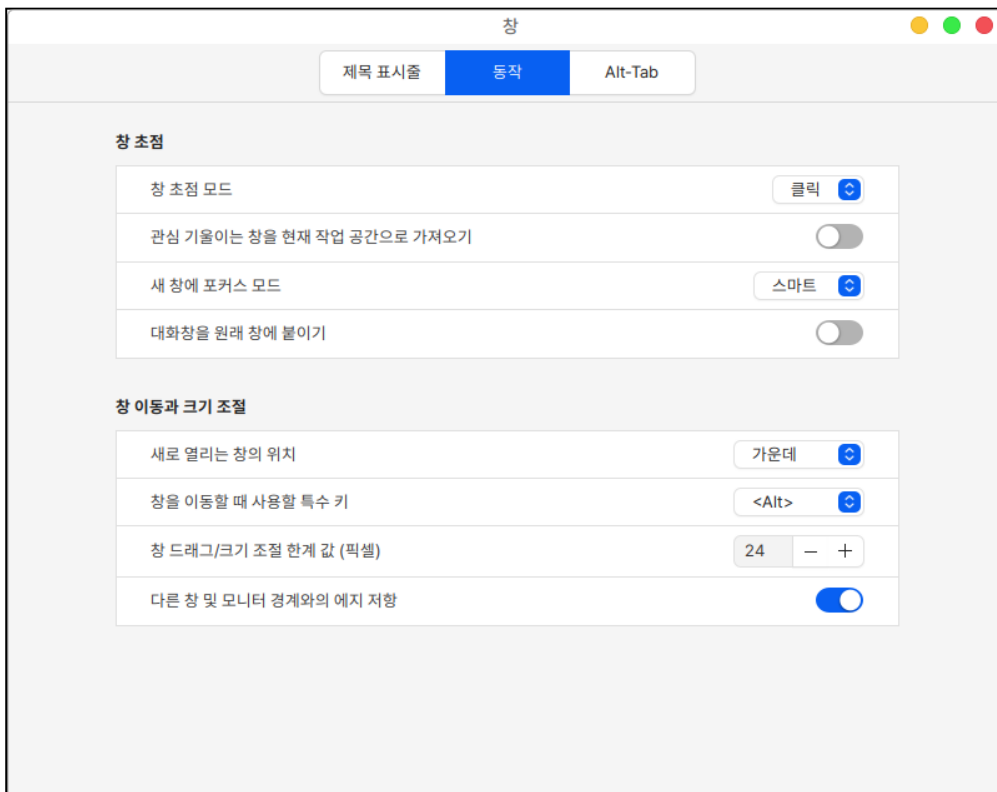 창
제목 표시줄
동작
Alt-Tab
창 초점
창 초점 모드
클릭
관심 기울이는 창을 현재 작업 공간으로 가져오기
새 창에 포커스 모드
스마트
대화창을 원래 창에 붙이기
창 이동과 크기 조절
새로 열리는 창의 위치
가운데
창을 이동할 때 사용할 특수 키
<Alt>
창 드래그/크기 조절 한계 값 (픽셀)
24 − +
다른 창 및 모니터 경계와의 에지 저항